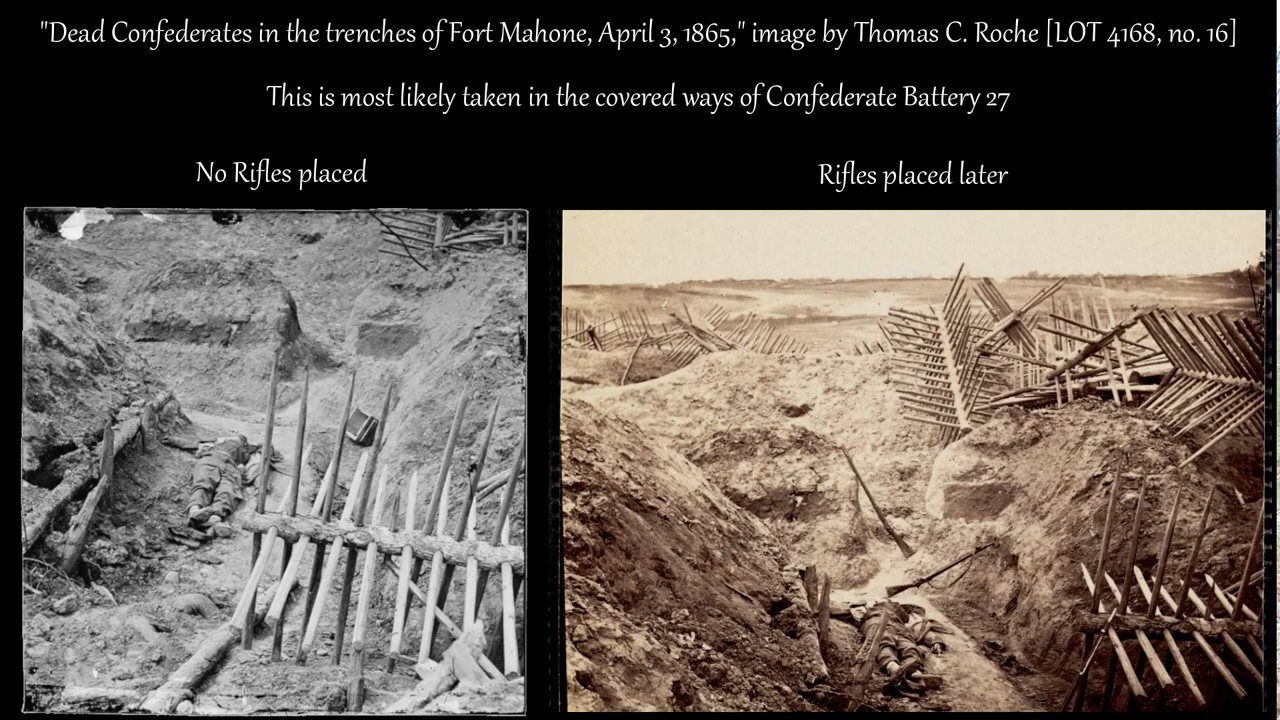 "Dead Confederates in the trenches of Fort Mahone, April 3, 1865," image by Thomas C. Roche [LOT 4168, no. 16]
This is most likely taken in the covered ways of Confederate Battery 27
No Rifles placed
Rifles placed later